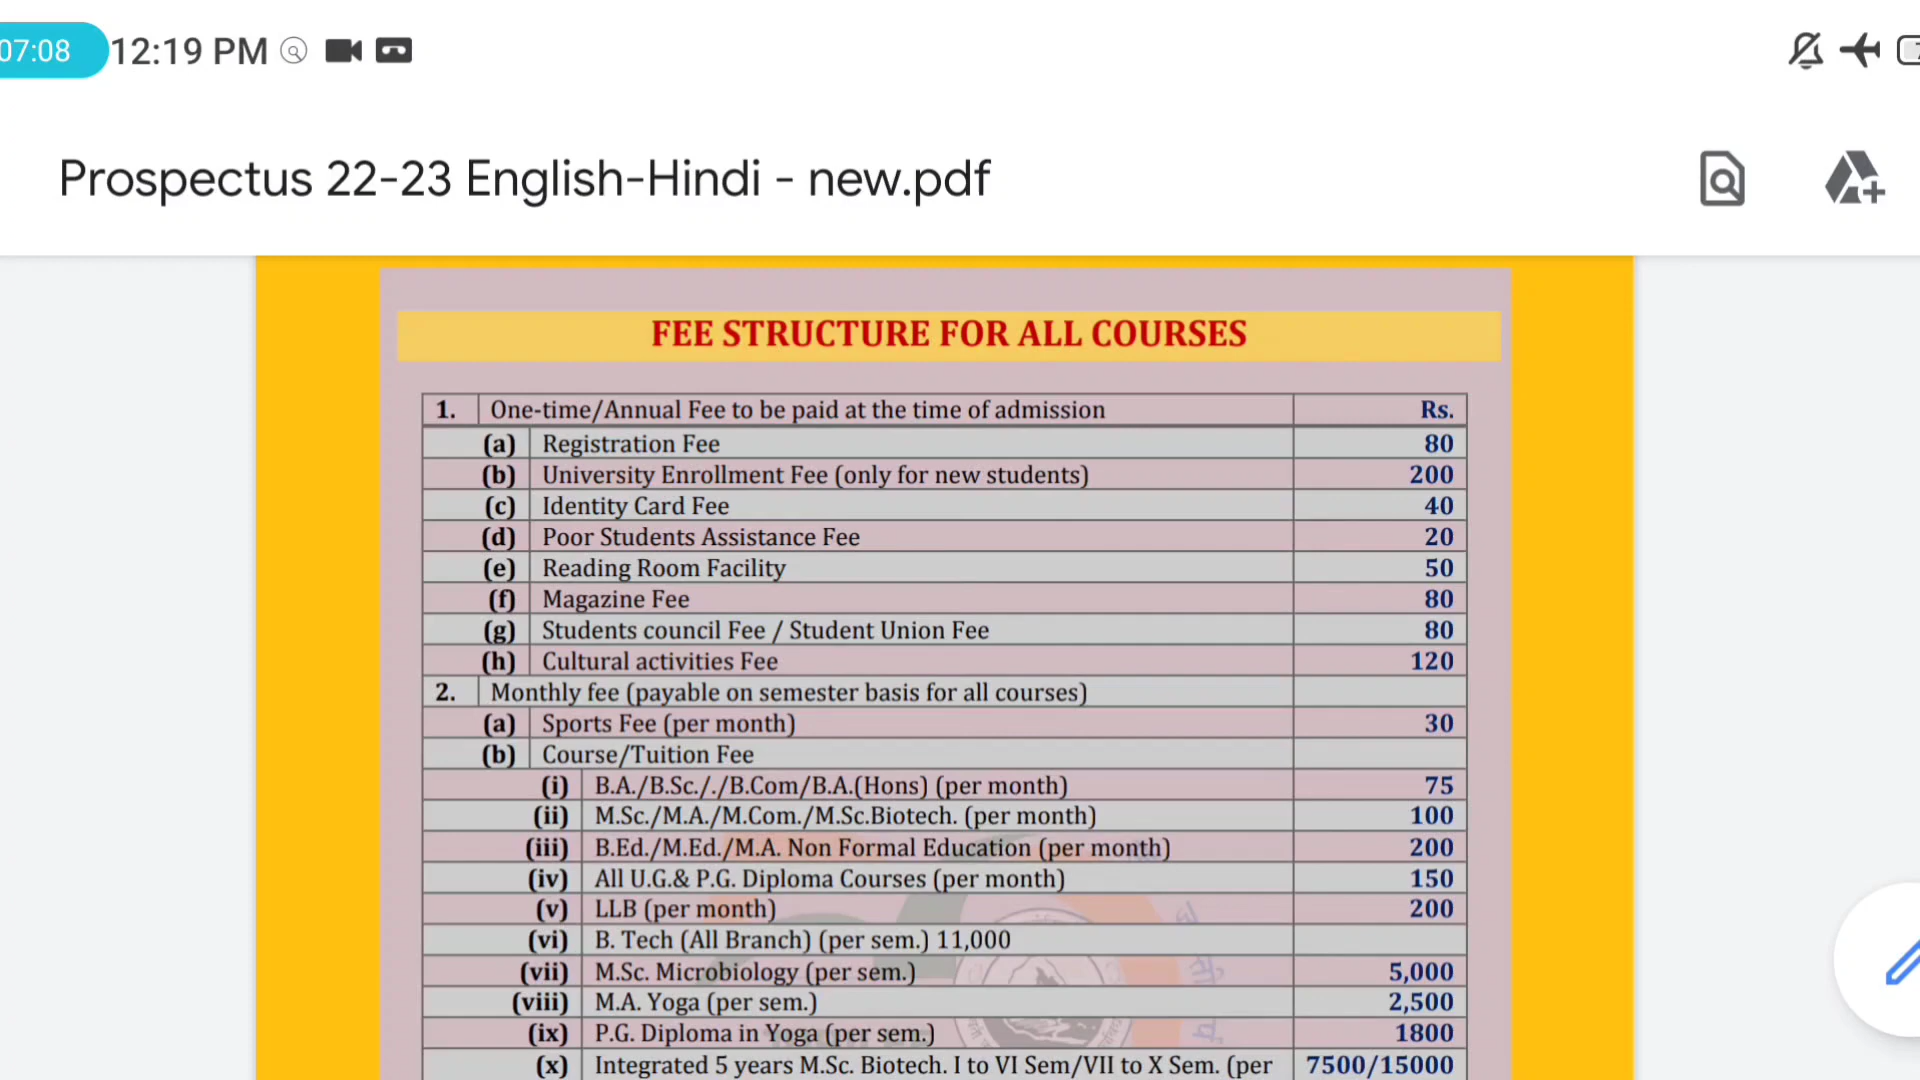 07:08 12:19 PM
Prospectus 22-23 English-Hindi - new.pdf
FEE STRUCTURE FOR ALL COURSES
1. One-time/Annual Fee to be paid at the time of admission Rs.
(a) Registration Fee 80
(b) University Enrollment Fee (only for new students) 200
(c) Identity Card Fee 40
(d) Poor Students Assistance Fee 20
(e) Reading Room Facility 50
(f) Magazine Fee 80
(g) Students council Fee / Student Union Fee 80
(h) Cultural activities Fee 120
2. Monthly fee (payable on semester basis for all courses)
(a) Sports Fee (per month) 30
(b) Course/Tuition Fee
(i) B.A./B.Sc././B.Com/B.A.(Hons) (per month) 75
(ii) M.Sc./M.A./M.Com./M.Sc.Biotech. (per month) 100
(iii) B.Ed./M.Ed./M.A. Non Formal Education (per month) 200
(iv) All U.G.& P.G. Diploma Courses (per month) 150
(v) LLB (per month) 200
(vi) B. Tech (All Branch) (per sem.) 11,000
(vii) M.Sc. Microbiology (per sem.) 5,000
(viii) M.A. Yoga (per sem.) 2,500
(ix) P.G. Diploma in Yoga (per sem.) 1800
(x) Integrated 5 years M.Sc. Biotech. I to VI Sem/VII to X Sem. (per 7500/15000